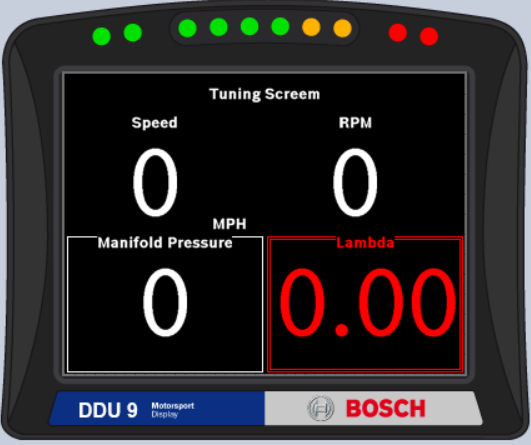 Tuning Screem
Speed RPM
0 0
MPH
Manifold Pressure Lambda
0 0.00
DDU 9 Motorsport Display BOSCH